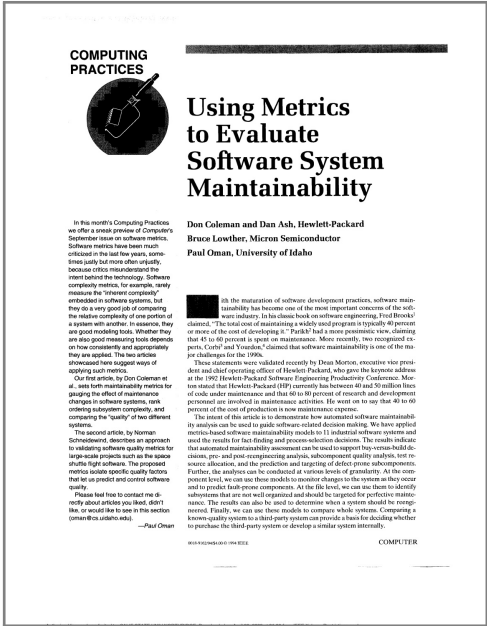 COMPUTING
PRACTICES
Using Metrics
to Evaluate
Software System
Maintainability
Don Coleman and Dan Ash, Hewlett-Packard
Bruce Lowther, Micron Semiconductor
Paul Oman, University of Idaho
In this month's Computing Practices
we offer a sneak preview of Computer's
September issue on software metrics.
Software metrics have been much
criticized in the last few years, some-
times justly but more often unjustly,
because critics misunderstand the
intent behind the technology. Software
complexity metrics, for example, rarely
measure the "inherent complexity"
embedded in software systems, but
they do a very good job of comparing
the relative complexity of one portion of
a system with another. In essence, they
are good modeling tools. Whether they
are also good measuring tools depends
on how consistently and appropriately
they are applied. The two articles
showcased here suggest ways of
applying such metrics.
Our first article, by Don Coleman et
al., sets forth maintainability metrics for
gauging the effect of maintenance
changes in software systems, rank
ordering subsystem complexity, and
comparing the "quality" of two different
systems.
The second article, by Norman
Schneidewind, describes an approach
to validating software quality metrics for
large-scale projects such as the space
shuttle flight software. The proposed
metrics isolate specific quality factors
that let us predict and control software
quality.
Please feel free to contact me di-
rectly about articles you liked, didn't
like, or would like to see in this section
(oman@cs.uidaho.edu).
—Paul Oman
ith the maturation of software development practices, software main-
tainability has become one of the most important concerns of the soft-
ware industry. In his classic book on software engineering, Fred Brooks¹
claimed, "The total cost of maintaining a widely used program is typically 40 percent
or more of the cost of developing it." Parikh² had a more pessimistic view, claiming
that 45 to 60 percent is spent on maintenance. More recently, two recognized ex-
perts, Corbi³ and Yourdon,⁴ claimed that software maintainability is one of the ma-
jor challenges for the 1990s.
These statements were validated recently by Dean Morton, executive vice presi-
dent and chief operating officer of Hewlett-Packard, who gave the keynote address
at the 1992 Hewlett-Packard Software Engineering Productivity Conference. Mor-
ton stated that Hewlett-Packard (HP) currently has between 40 and 50 million lines
of code under maintenance and that 60 to 80 percent of research and development
personnel are involved in maintenance activities. He went on to say that 40 to 60
percent of the cost of production is now maintenance expense.
The intent of this article is to demonstrate how automated software maintainabil-
ity analysis can be used to guide software-related decision making. We have applied
metrics-based software maintainability models to 11 industrial software systems and
used the results for fact-finding and process-selection decisions. The results indicate
that automated maintainability assessment can be used to support buy-versus-build de-
cisions, pre- and post-reengineering analysis, subcomponent quality analysis, test re-
source allocation, and the prediction and targeting of defect-prone subcomponents.
Further, the analyses can be conducted at various levels of granularity. At the com-
ponent level, we can use these models to monitor changes to the system as they occur
and to predict fault-prone components. At the file level, we can use them to identify
subsystems that are not well organized and should be targeted for perfective mainte-
nance. The results can also be used to determine when a system should be reengi-
neered. Finally, we can use these models to compare whole systems. Comparing a
known-quality system to a third-party system can provide a basis for deciding whether
to purchase the third-party system or develop a similar system internally.
0018-9162/94/$4.00 © 1994 IEEE
COMPUTER